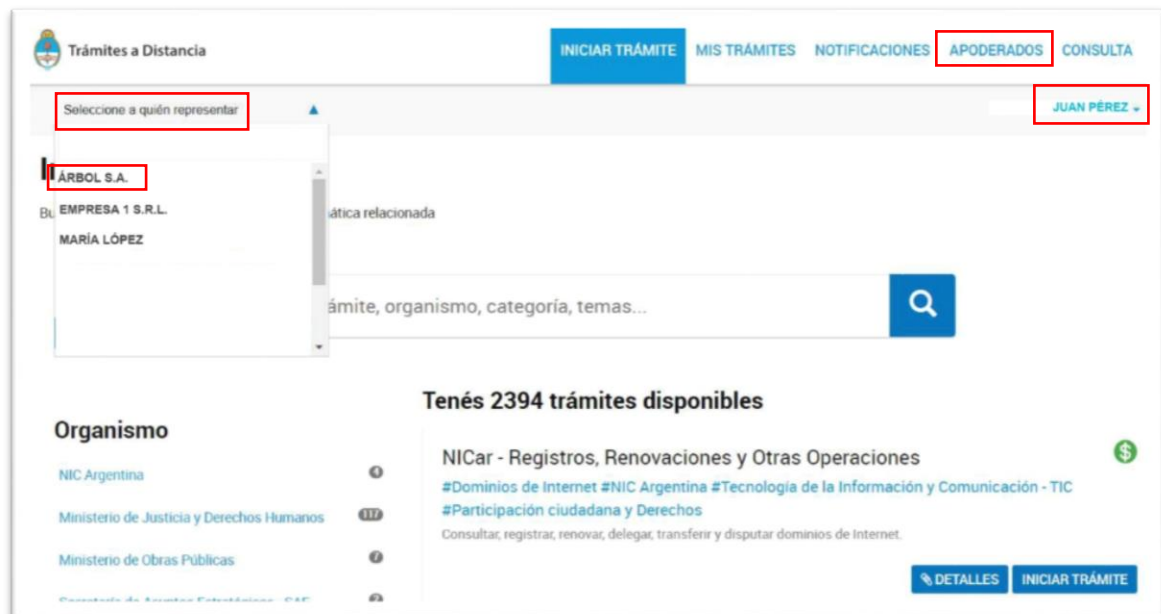 Trámites a Distancia
INICIAR TRÁMITE MIS TRÁMITES NOTIFICACIONES APODERADOS CONSULTA
Seleccione a quién representar
JUAN PÉREZ
ÁRBOL S.A.
EMPRESA 1 S.R.L.
MARÍA LÓPEZ
ática relacionada
ámite, organismo, categoría, temas...
Tenés 2394 trámites disponibles
Organismo
NIC Argentina
Ministerio de Justicia y Derechos Humanos 117
Ministerio de Obras Públicas
NICar - Registros, Renovaciones y Otras Operaciones
#Dominios de Internet #NIC Argentina #Tecnología de la Información y Comunicación - TIC
#Participación ciudadana y Derechos
Consultar, registrar, renovar, delegar, transferir y disputar dominios de Internet.
DETALLES INICIAR TRÁMITE